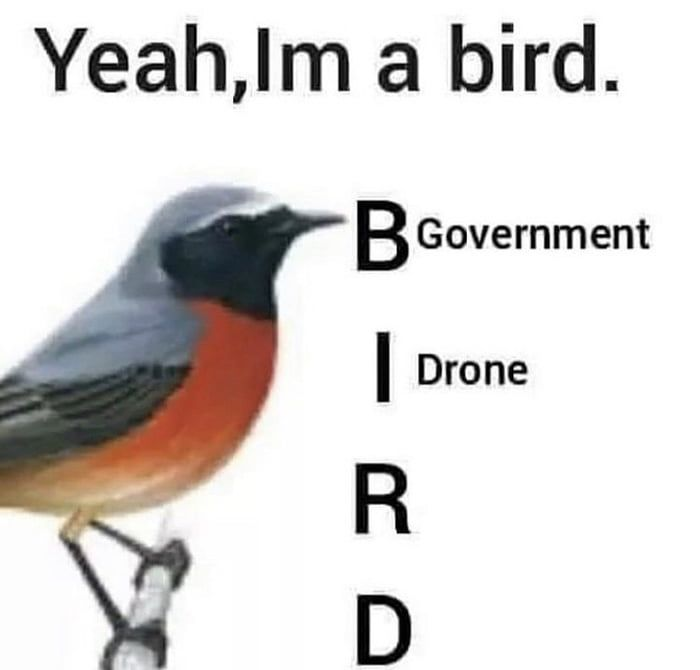 Yeah,Im a bird.
B Government
I Drone
R
D